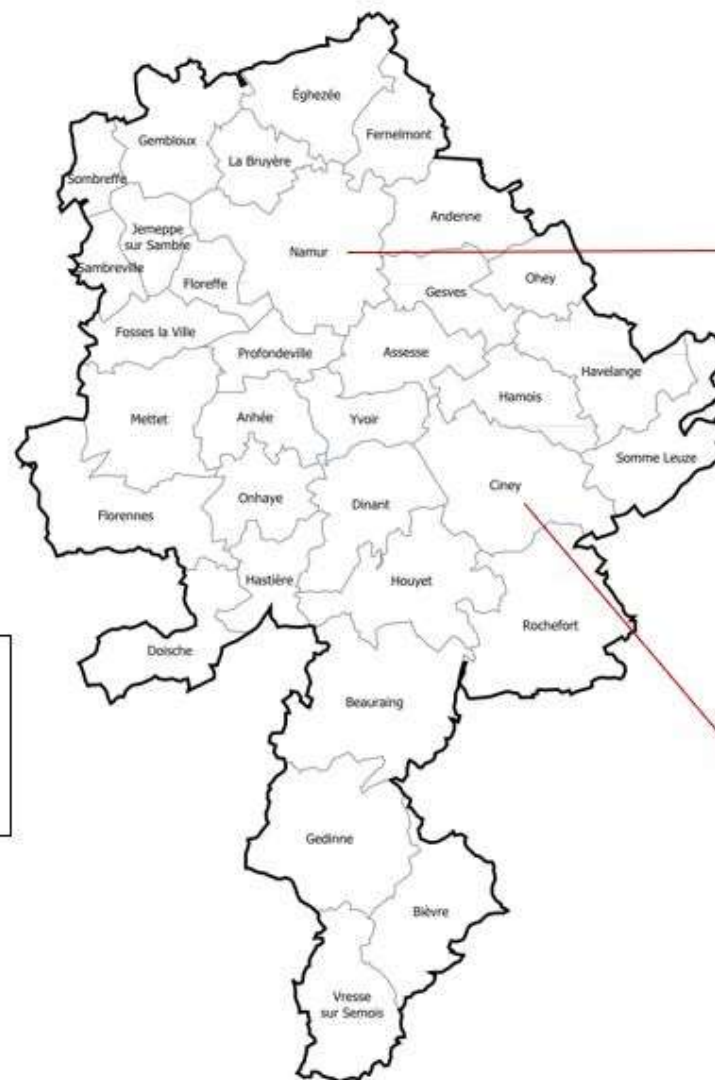 Éghezée
Fernelmont
Gembloux
La Bruyère
Sombreffe
Andenne
Jemeppe
sur Sambre
Namur
Sambreville
Floreffe
Gesves
Ohey
Fosses la Ville
Profondeville
Assesse
Havelange
Hamois
Mettet
Anhée
Yvoir
Somme Leuze
Ciney
Onhaye
Dinant
Florennes
Hastière
Houyet
Rochefort
Doische
Beauraing
Gedinne
Bièvre
Vresse
sur Semois